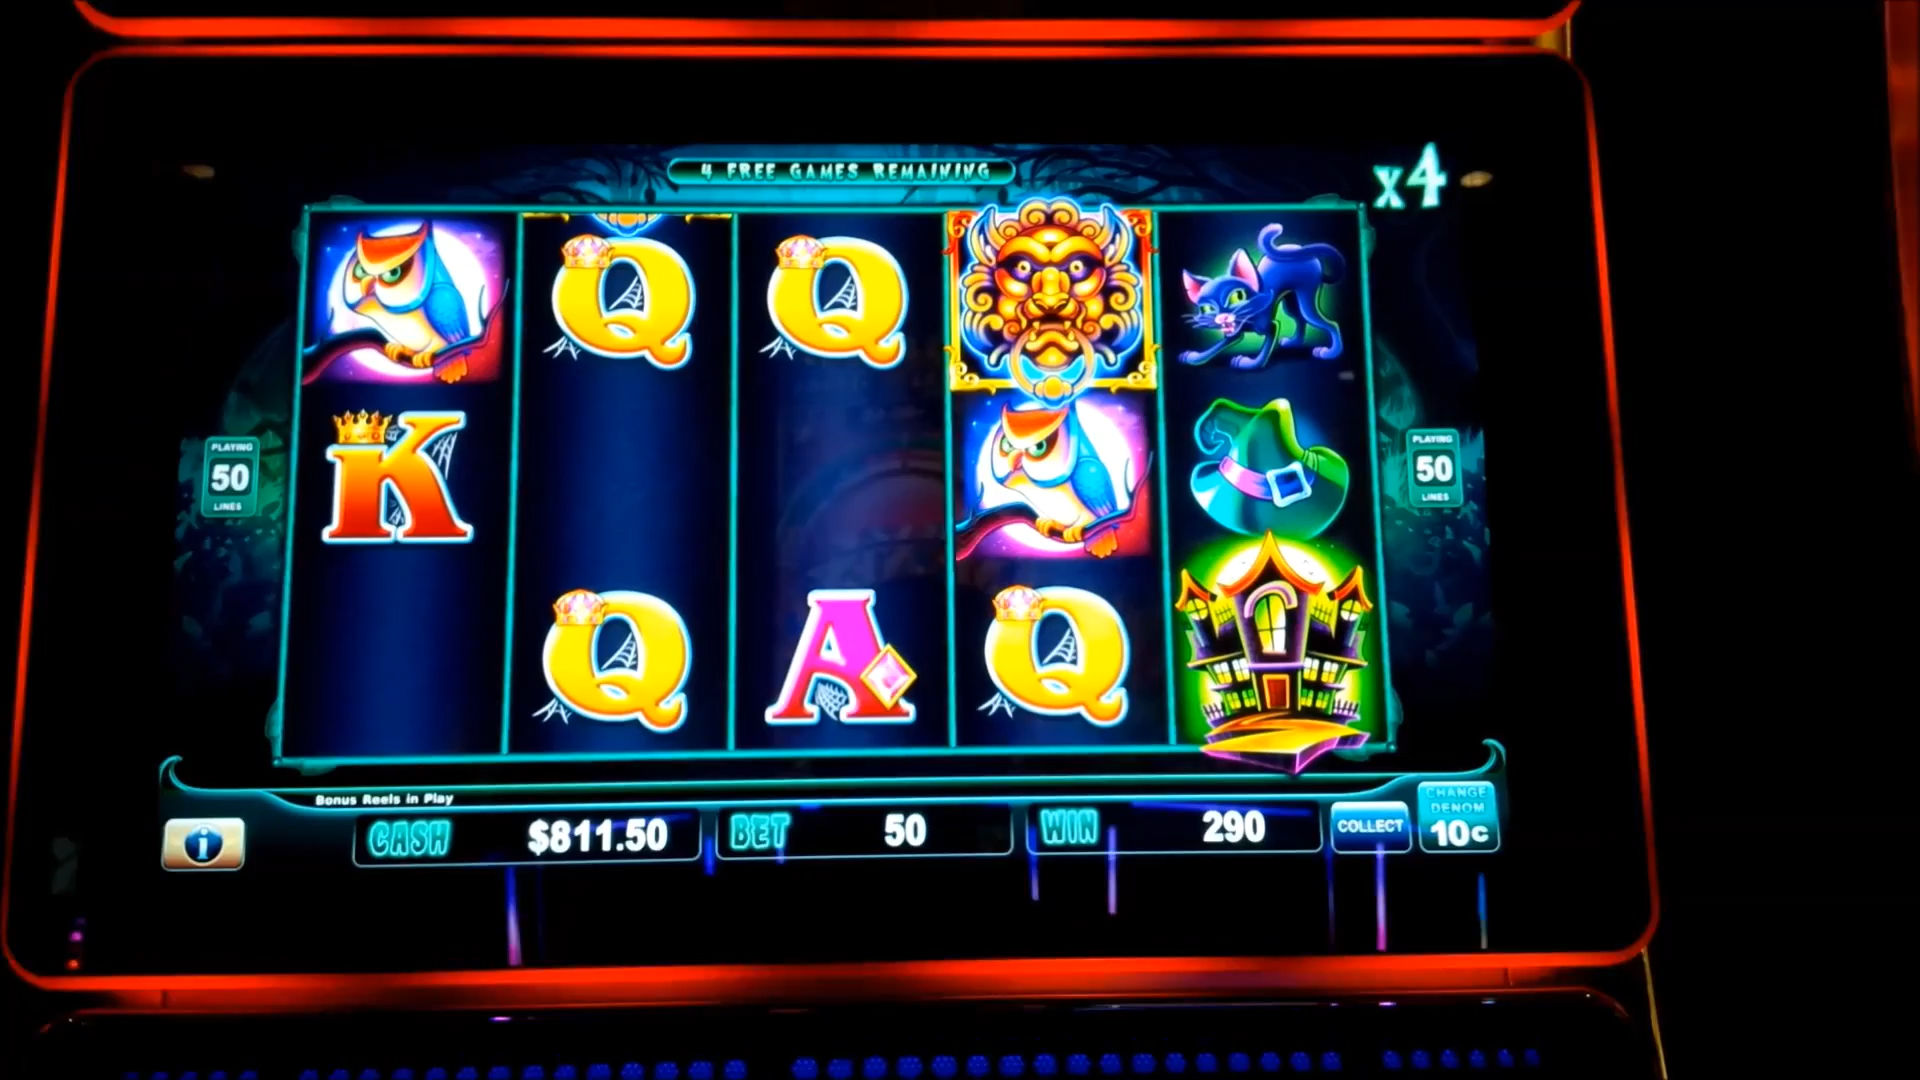 4 FREE GAMES REMAINING
x4
Q Q
K
PLAYING
50
LINES
PLAYING
50
LINES
Q A Q
Bonus Reels in Play
CASH $811.50 BET 50 WIN 290 COLLECT
CHANGE
DENOM
10c
i